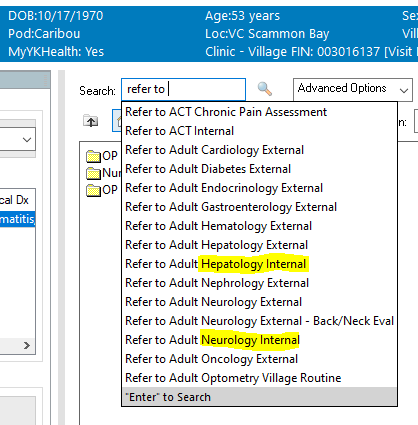 DOB:10/17/1970 Age:53 years Se
Pod:Caribou Loc:VC Scammon Bay Vil
MyYKHealth: Yes Clinic - Village FIN: 003016137 [Visit
Search: refer to Advanced Options
Refer to ACT Chronic Pain Assessment
Refer to ACT Internal
Refer to Adult Cardiology External
Refer to Adult Diabetes External
Refer to Adult Endocrinology External
Refer to Adult Gastroenterology External
Refer to Adult Hematology External
Refer to Adult Hepatology External
Refer to Adult Hepatology Internal
Refer to Adult Nephrology External
Refer to Adult Neurology External
Refer to Adult Neurology External - Back/Neck Eval
Refer to Adult Neurology Internal
Refer to Adult Oncology External
Refer to Adult Optometry Village Routine
"Enter" to Search
n:
OP
Nur
OP
cal Dx
matitis,